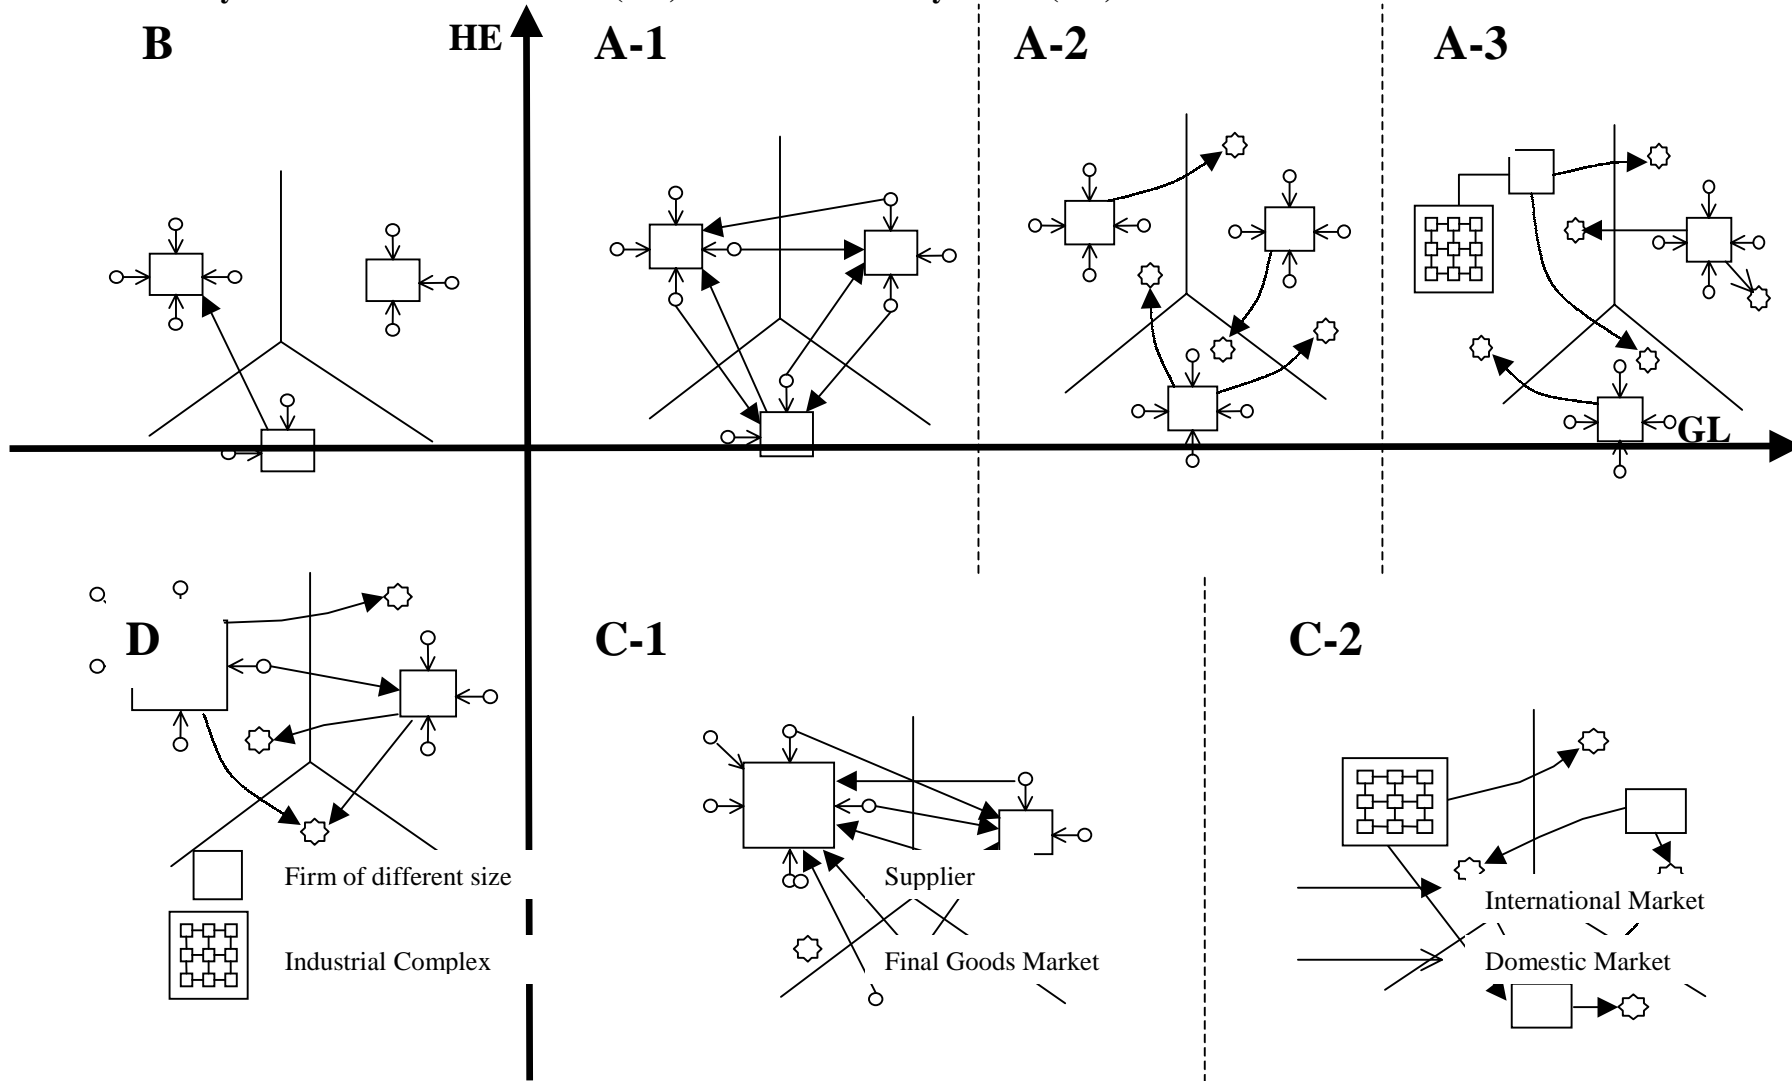 B
HE
A-1
A-2
A-3
GL
D
C-1
C-2
Firm of different size
Supplier
International Market
Industrial Complex
Final Goods Market
Domestic Market